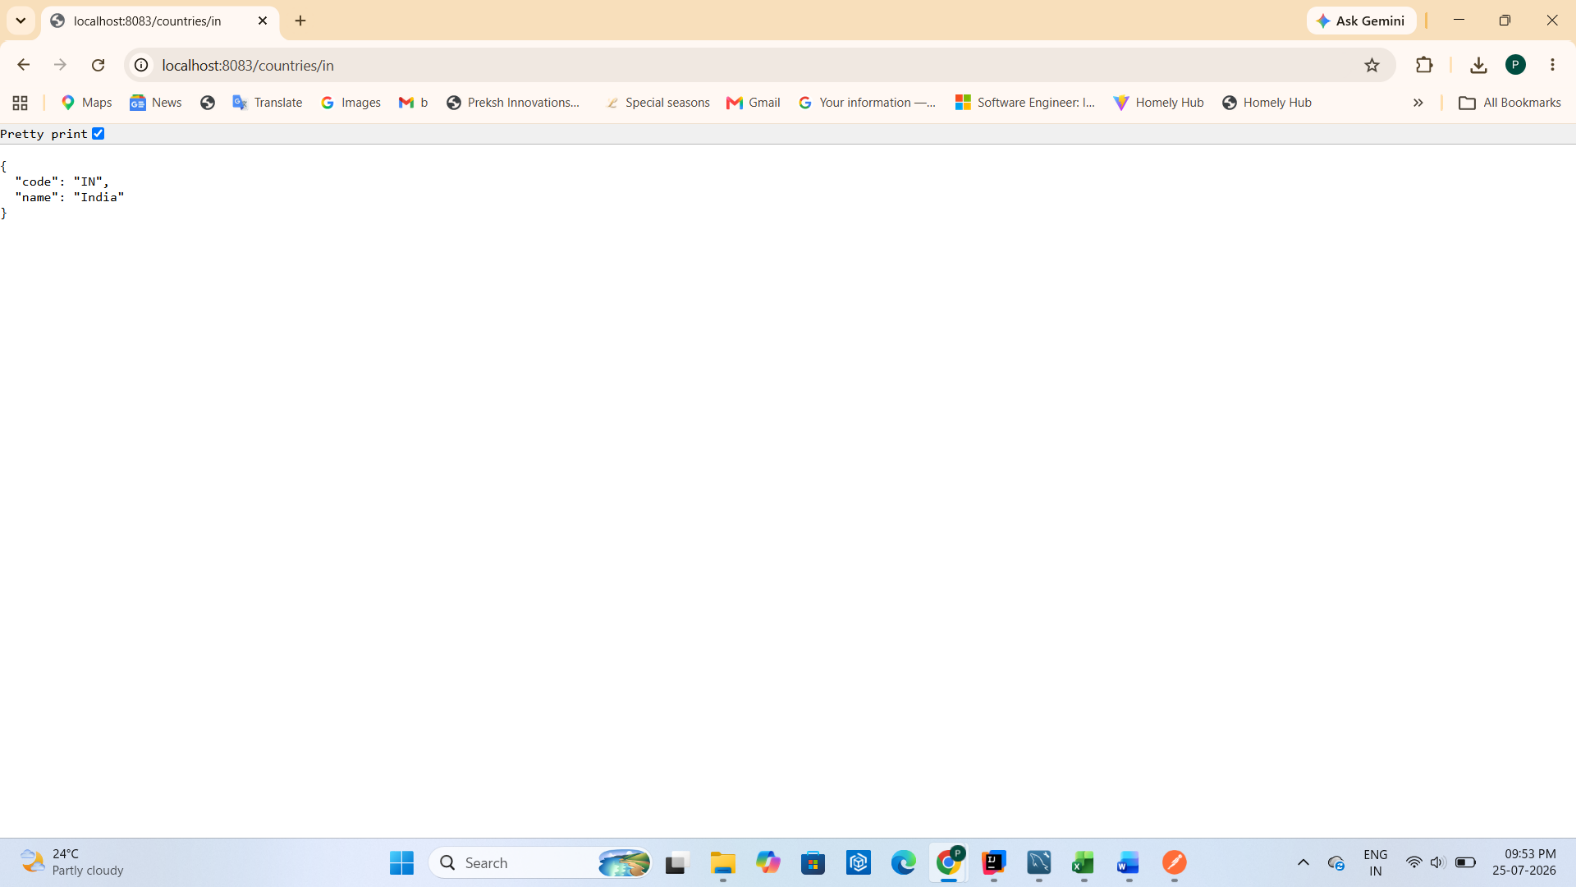 localhost:8083/countries/in
Ask Gemini
localhost:8083/countries/in
P
Maps
News
Translate
Images
b
Preksh Innovations...
Special seasons
Gmail
Your information —...
Software Engineer: I...
Homely Hub
Homely Hub
All Bookmarks
Pretty print
{
"code": "IN",
"name": "India"
}
24°C
Partly cloudy
Search
P
ENG
IN
09:53 PM
25-07-2026